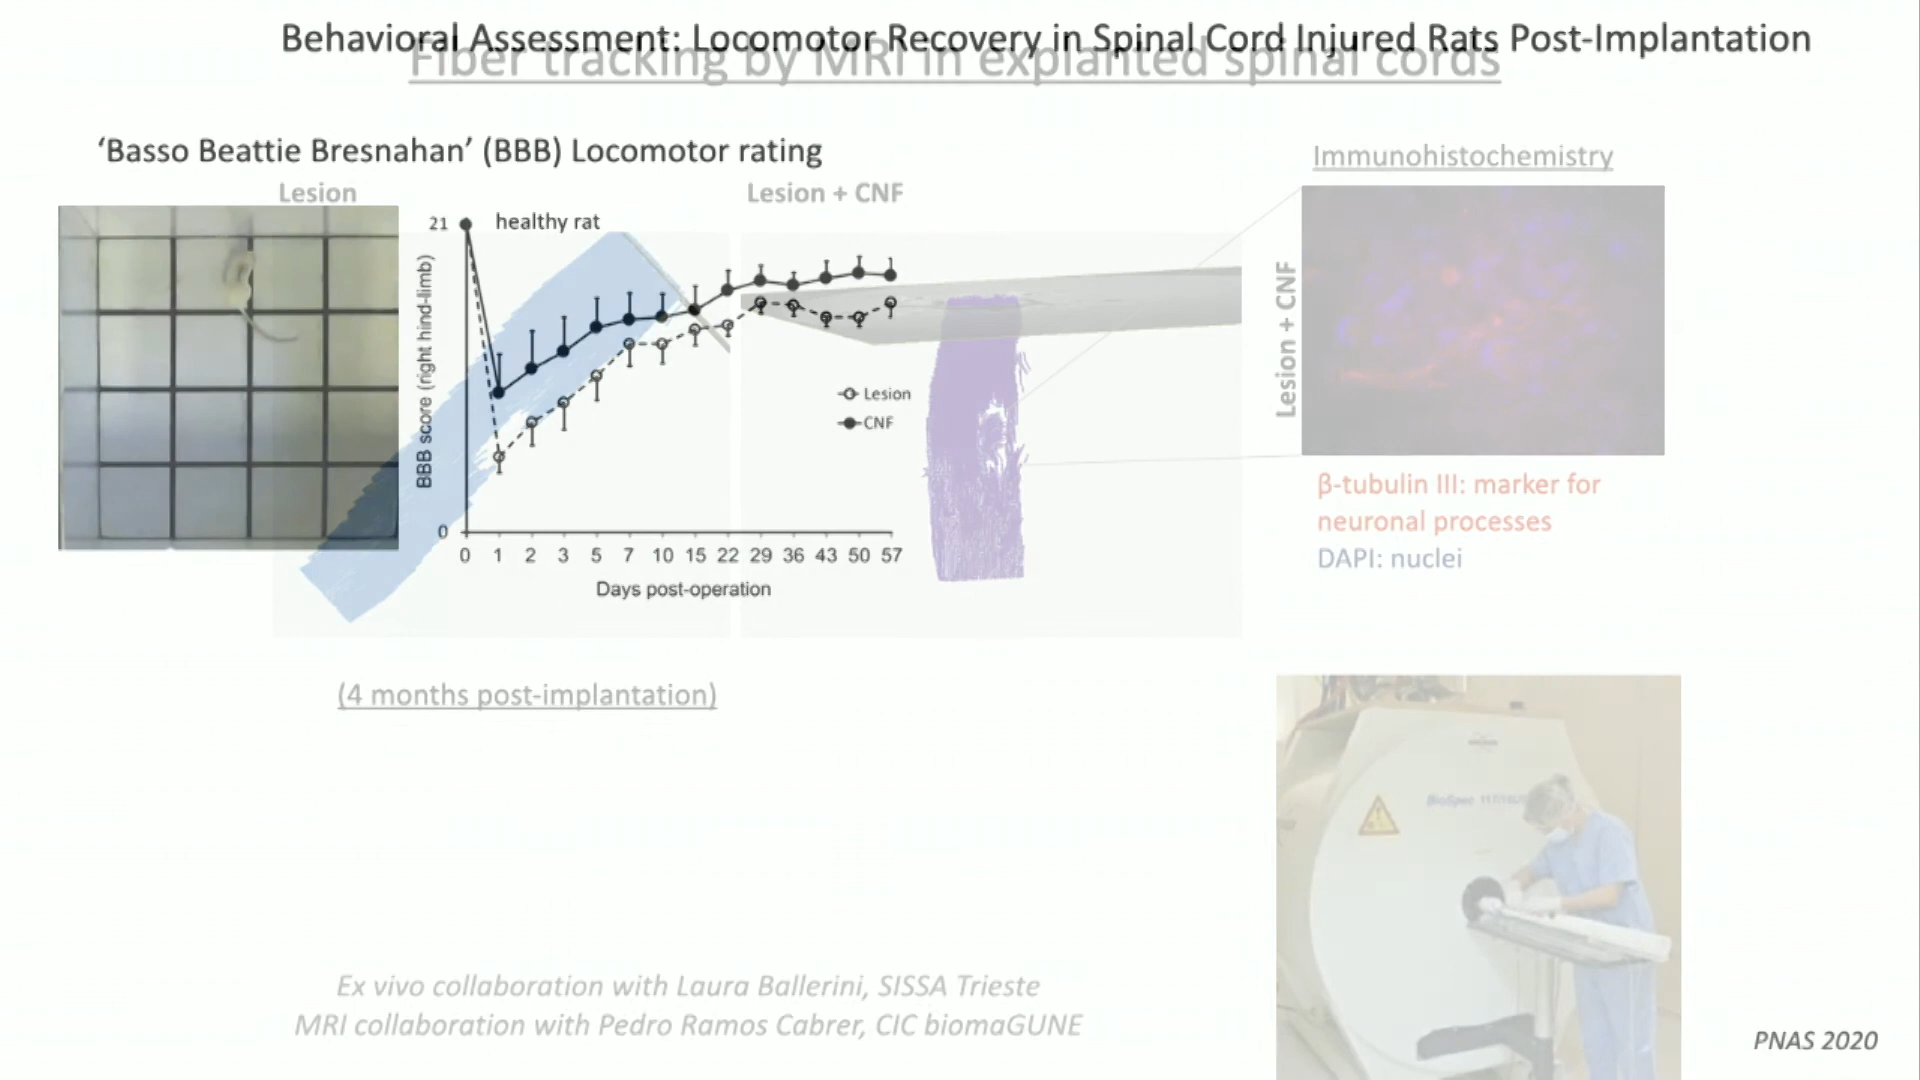 Behavioral Assessment: Locomotor Recovery in Spinal Cord Injured Rats Post-Implantation
Fiber tracking by MRI in explanted spinal cords
‘Basso Beattie Bresnahan’ (BBB) Locomotor rating
Immunohistochemistry
Lesion
Lesion + CNF
21
healthy rat
BBB score (right hind-limb)
Lesion
CNF
0
0 1 2 3 5 7 10 15 22 29 36 43 50 57
Days post-operation
Lesion + CNF
β-tubulin III: marker for
neuronal processes
DAPI: nuclei
(4 months post-implantation)
BioSpec
Ex vivo collaboration with Laura Ballerini, SISSA Trieste
MRI collaboration with Pedro Ramos Cabrer, CIC biomaGUNE
PNAS 2020